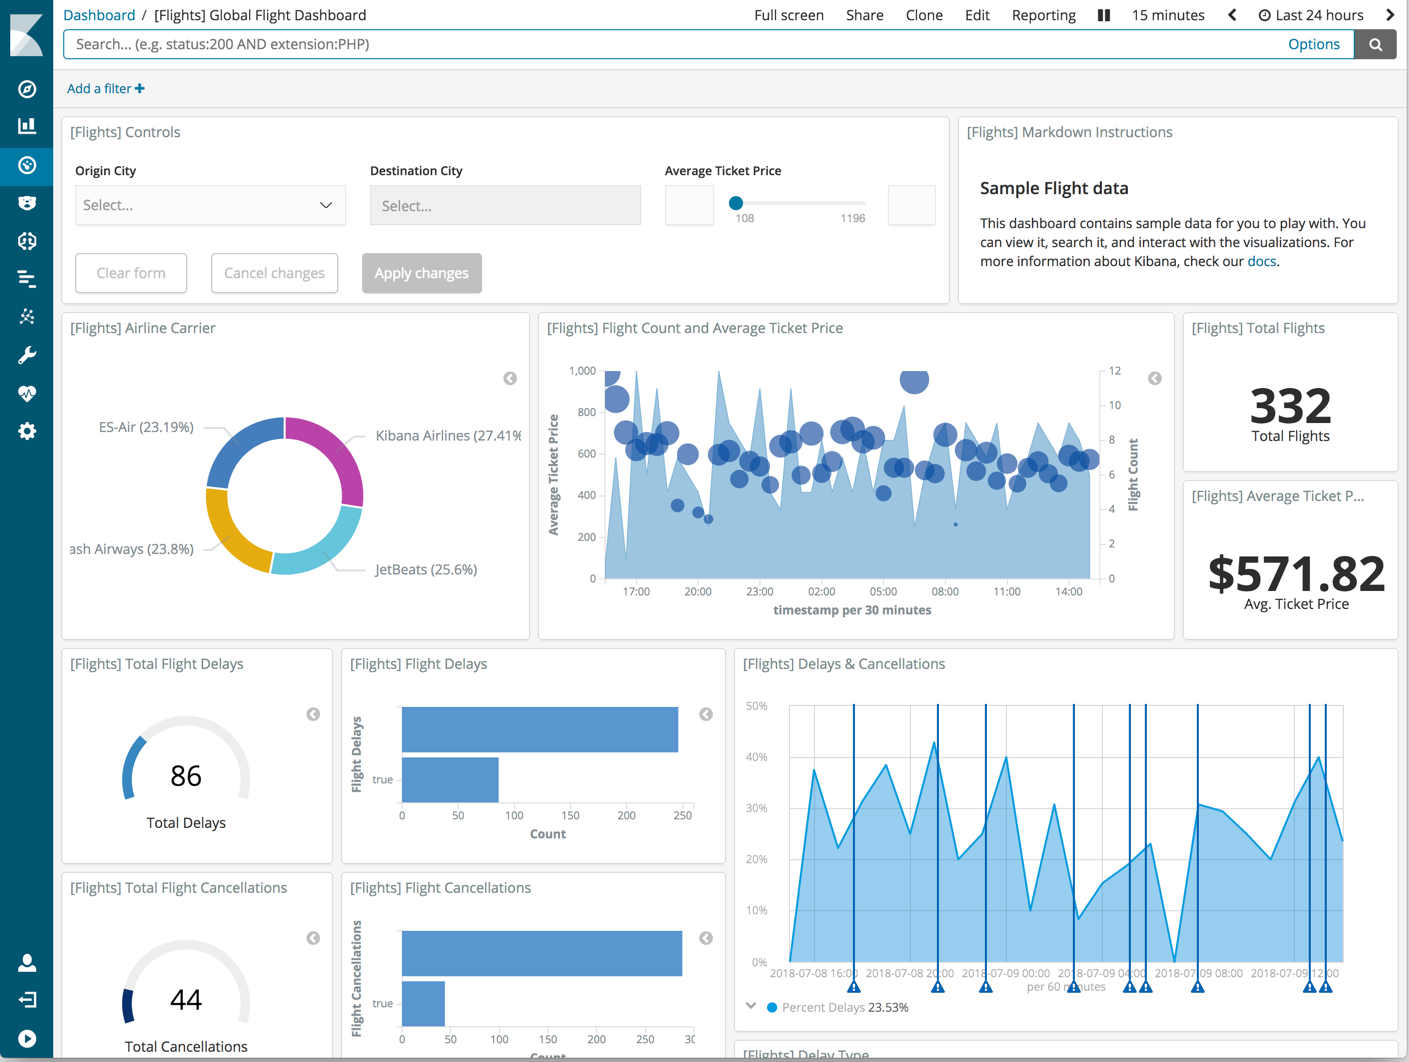 Dashboard / [Flights] Global Flight Dashboard
Full screen Share Clone Edit Reporting 15 minutes Last 24 hours
Search... (e.g. status:200 AND extension:PHP)
Options
Add a filter
[Flights] Controls
Origin City
Destination City
Average Ticket Price
Select...
Select...
108
1196
Clear form
Cancel changes
Apply changes
[Flights] Markdown Instructions
Sample Flight data
This dashboard contains sample data for you to play with. You
can view it, search it, and interact with the visualizations. For
more information about Kibana, check our docs.
[Flights] Airline Carrier
ES-Air (23.19%)
Kibana Airlines (27.41%
ash Airways (23.8%)
JetBeats (25.6%)
[Flights] Flight Count and Average Ticket Price
Average Ticket Price
1,000
800
600
400
200
0
12
10
8
6
4
2
0
Flight Count
17:00 20:00 23:00 02:00 05:00 08:00 11:00 14:00
timestamp per 30 minutes
[Flights] Total Flights
332
Total Flights
[Flights] Average Ticket P...
$571.82
Avg. Ticket Price
[Flights] Total Flight Delays
86
Total Delays
[Flights] Flight Delays
Flight Delays
true
0 50 100 150 200 250
Count
[Flights] Delays & Cancellations
50%
40%
30%
20%
10%
0%
2018-07-08 16:00 2018-07-08 20:00 2018-07-09 00:00 2018-07-09 04:00 2018-07-09 08:00 2018-07-09 12:00
per 60 minutes
Percent Delays 23.53%
[Flights] Total Flight Cancellations
44
Total Cancellations
[Flights] Flight Cancellations
Flight Cancellations
true
0 50 100 150 200 250 30
Count
[Flights] Delay Type